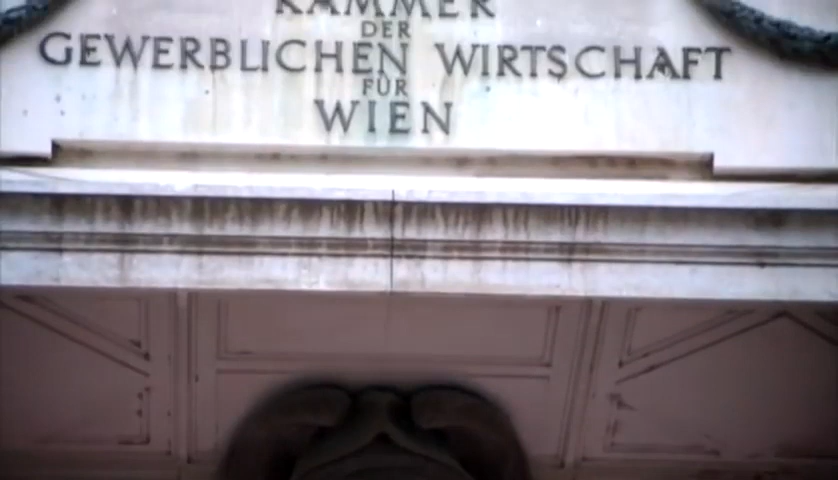 KAMMER
DER
GEWERBLICHEN WIRTSCHAFT
FÜR
WIEN